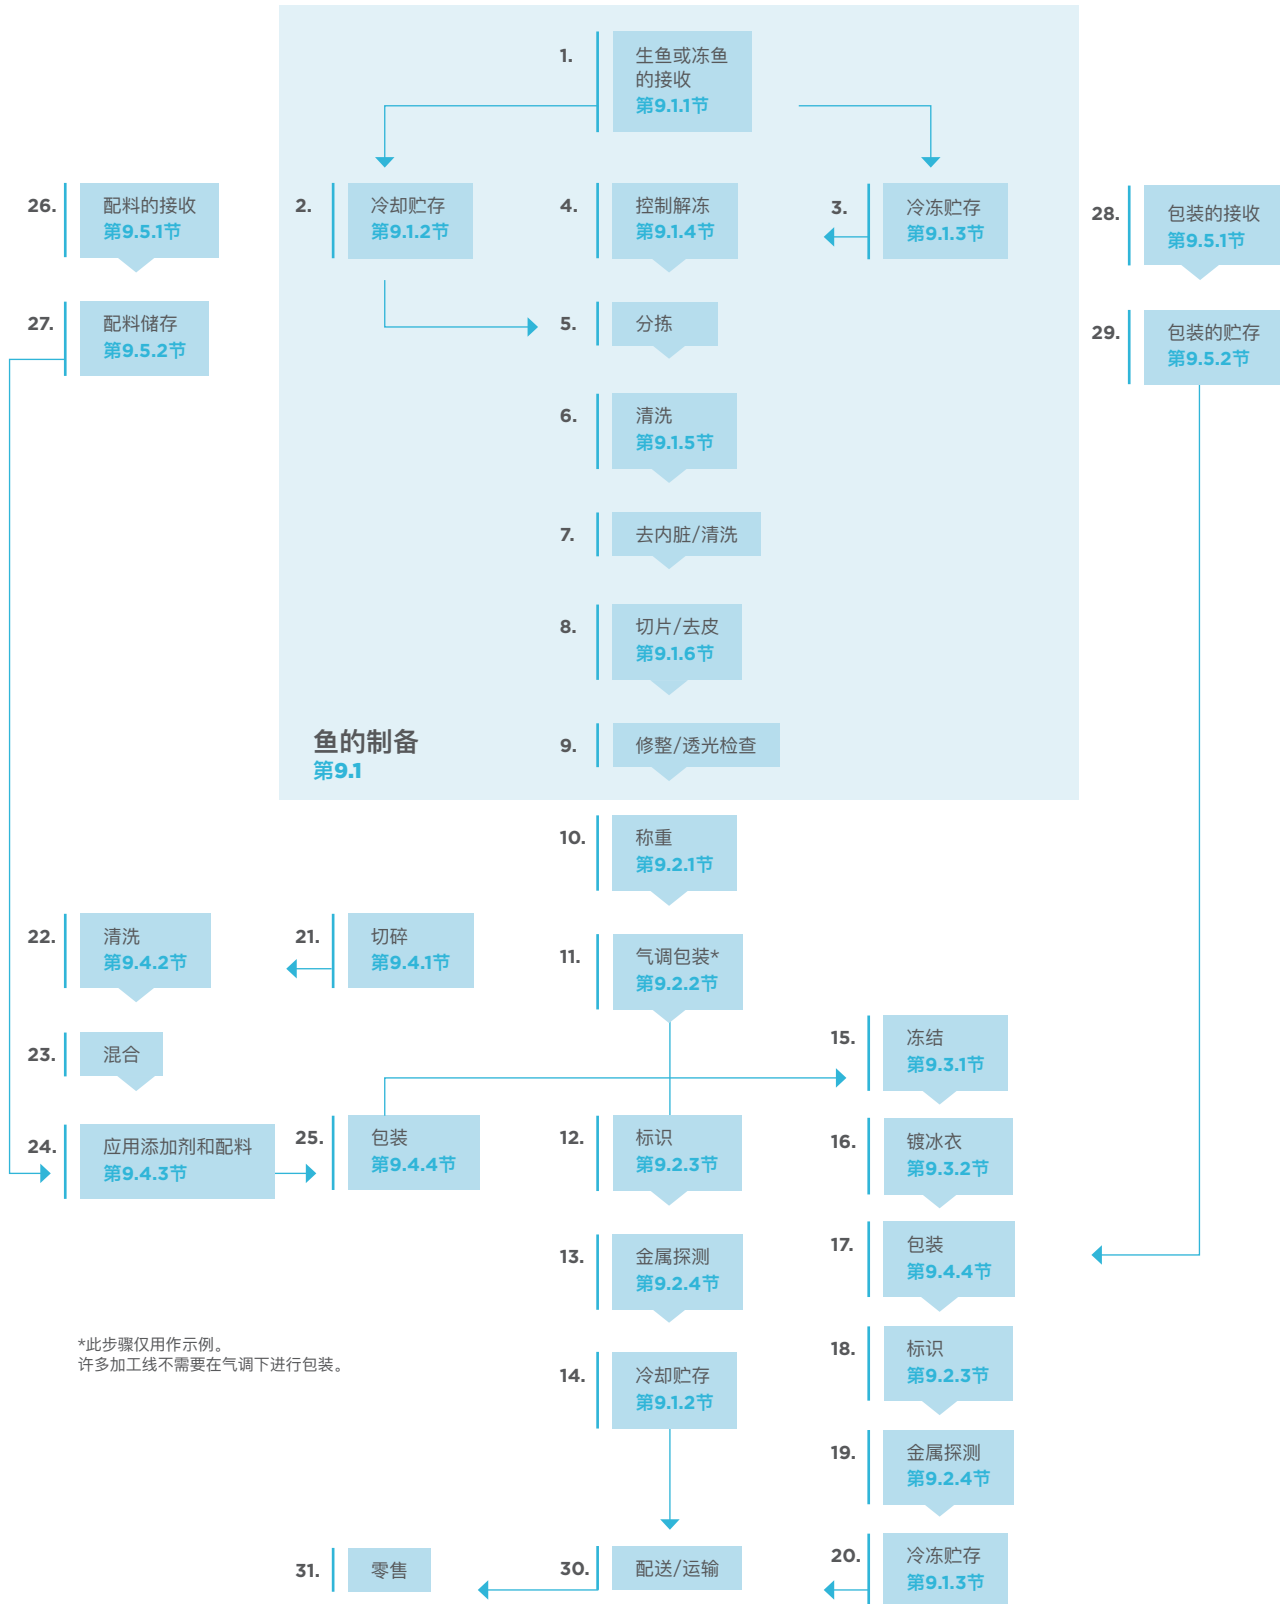 1.
生鱼或冻鱼
的接收
第9.1.1节
26.
配料的接收
第9.5.1节
2.
冷却贮存
第9.1.2节
4.
控制解冻
第9.1.4节
3.
冷冻贮存
第9.1.3节
28.
包装的接收
第9.5.1节
27.
配料储存
第9.5.2节
5.
分拣
29.
包装的贮存
第9.5.2节
6.
清洗
第9.1.5节
7.
去内脏/清洗
8.
切片/去皮
第9.1.6节
鱼的制备
第9.1
9.
修整/透光检查
10.
称重
第9.2.1节
22.
清洗
第9.4.2节
21.
切碎
第9.4.1节
11.
气调包装*
第9.2.2节
23.
混合
15.
冻结
第9.3.1节
24.
应用添加剂和配料
第9.4.3节
25.
包装
第9.4.4节
12.
标识
第9.2.3节
16.
镀冰衣
第9.3.2节
13.
金属探测
第9.2.4节
17.
包装
第9.4.4节
*此步骤仅用作示例。
许多加工线不需要在气调下进行包装。
14.
冷却贮存
第9.1.2节
18.
标识
第9.2.3节
19.
金属探测
第9.2.4节
31.
零售
30.
配送/运输
20.
冷冻贮存
第9.1.3节